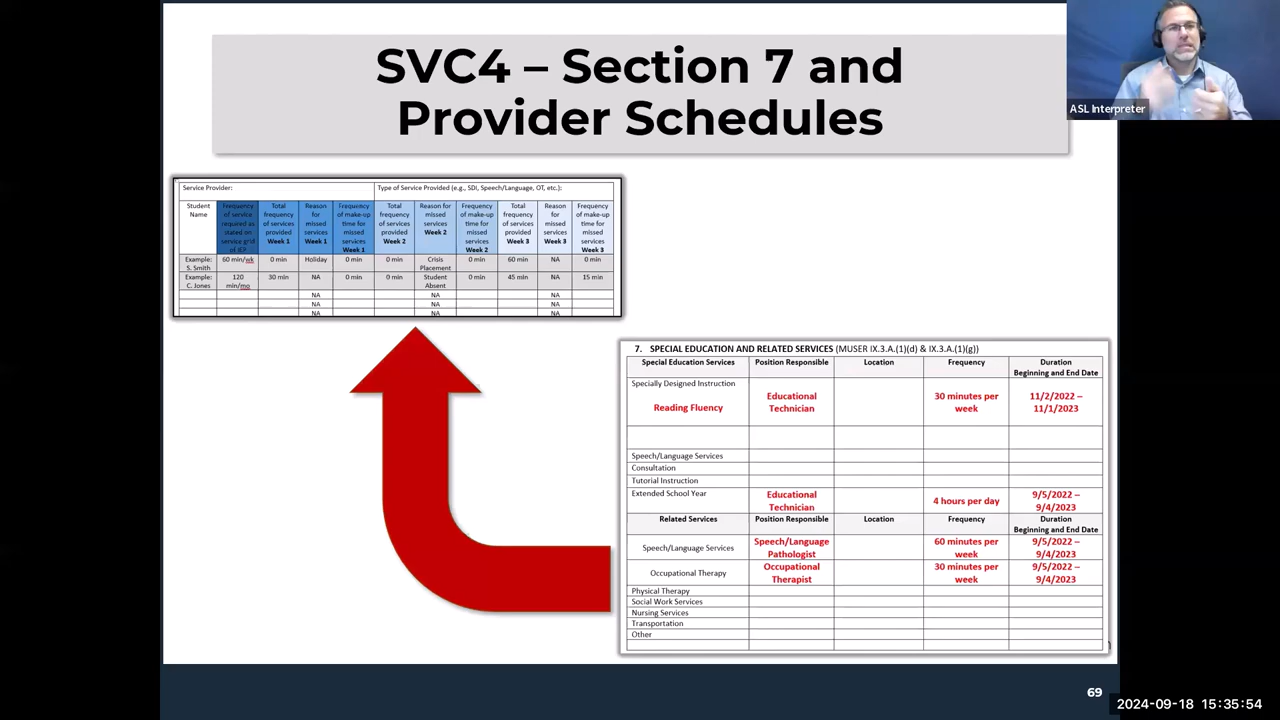 SVC4 – Section 7 and
Provider Schedules
ASL Interpreter
Service Provider: Type of Service Provided (e.g., SDI, Speech/Language, OT, etc.):
Student Name | Frequency of service required as stated on service grid of IEP | Total frequency of services provided Week 1 | Reason for missed services Week 1 | Frequency of make-up time for missed services Week 1 | Total frequency of services provided Week 2 | Reason for missed services Week 2 | Frequency of make-up time for missed services Week 2 | Total frequency of services provided Week 3 | Reason for missed services Week 3 | Frequency of make-up time for missed services Week 3
Example: S. Smith | 60 min/wk | 0 min | Holiday | 0 min | 0 min | Crisis Placement | 0 min | 60 min | NA | 0 min
Example: C. Jones | 120 min/mo | 30 min | NA | 0 min | 0 min | Student Absent | 0 min | 45 min | NA | 15 min
NA NA NA
NA NA NA
NA NA NA
7. SPECIAL EDUCATION AND RELATED SERVICES (MUSER IX.3.A.(1)(d) & IX.3.A.(1)(g))
Special Education Services | Position Responsible | Location | Frequency | Duration Beginning and End Date
Specially Designed Instruction
Reading Fluency | Educational Technician | 30 minutes per week | 11/2/2022 – 11/1/2023
Speech/Language Services
Consultation
Tutorial Instruction
Extended School Year | Educational Technician | 4 hours per day | 9/5/2022 – 9/4/2023
Related Services | Position Responsible | Location | Frequency | Duration Beginning and End Date
Speech/Language Services | Speech/Language Pathologist | 60 minutes per week | 9/5/2022 – 9/4/2023
Occupational Therapy | Occupational Therapist | 30 minutes per week | 9/5/2022 – 9/4/2023
Physical Therapy
Social Work Services
Nursing Services
Transportation
Other
69
2024-09-18 15:35:54